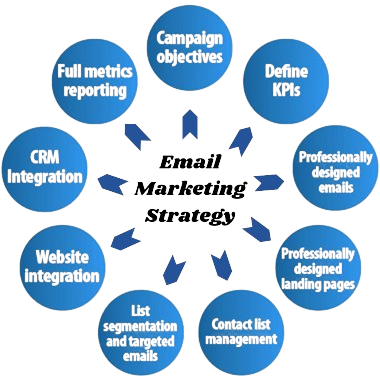 Campaign
objectives
Define
KPIs
Professionally
designed
emails
Professionally
designed
landing pages
Contact list
management
List
segmentation
and targeted
emails
Website
integration
CRM
Integration
Full metrics
reporting
Email
Marketing
Strategy